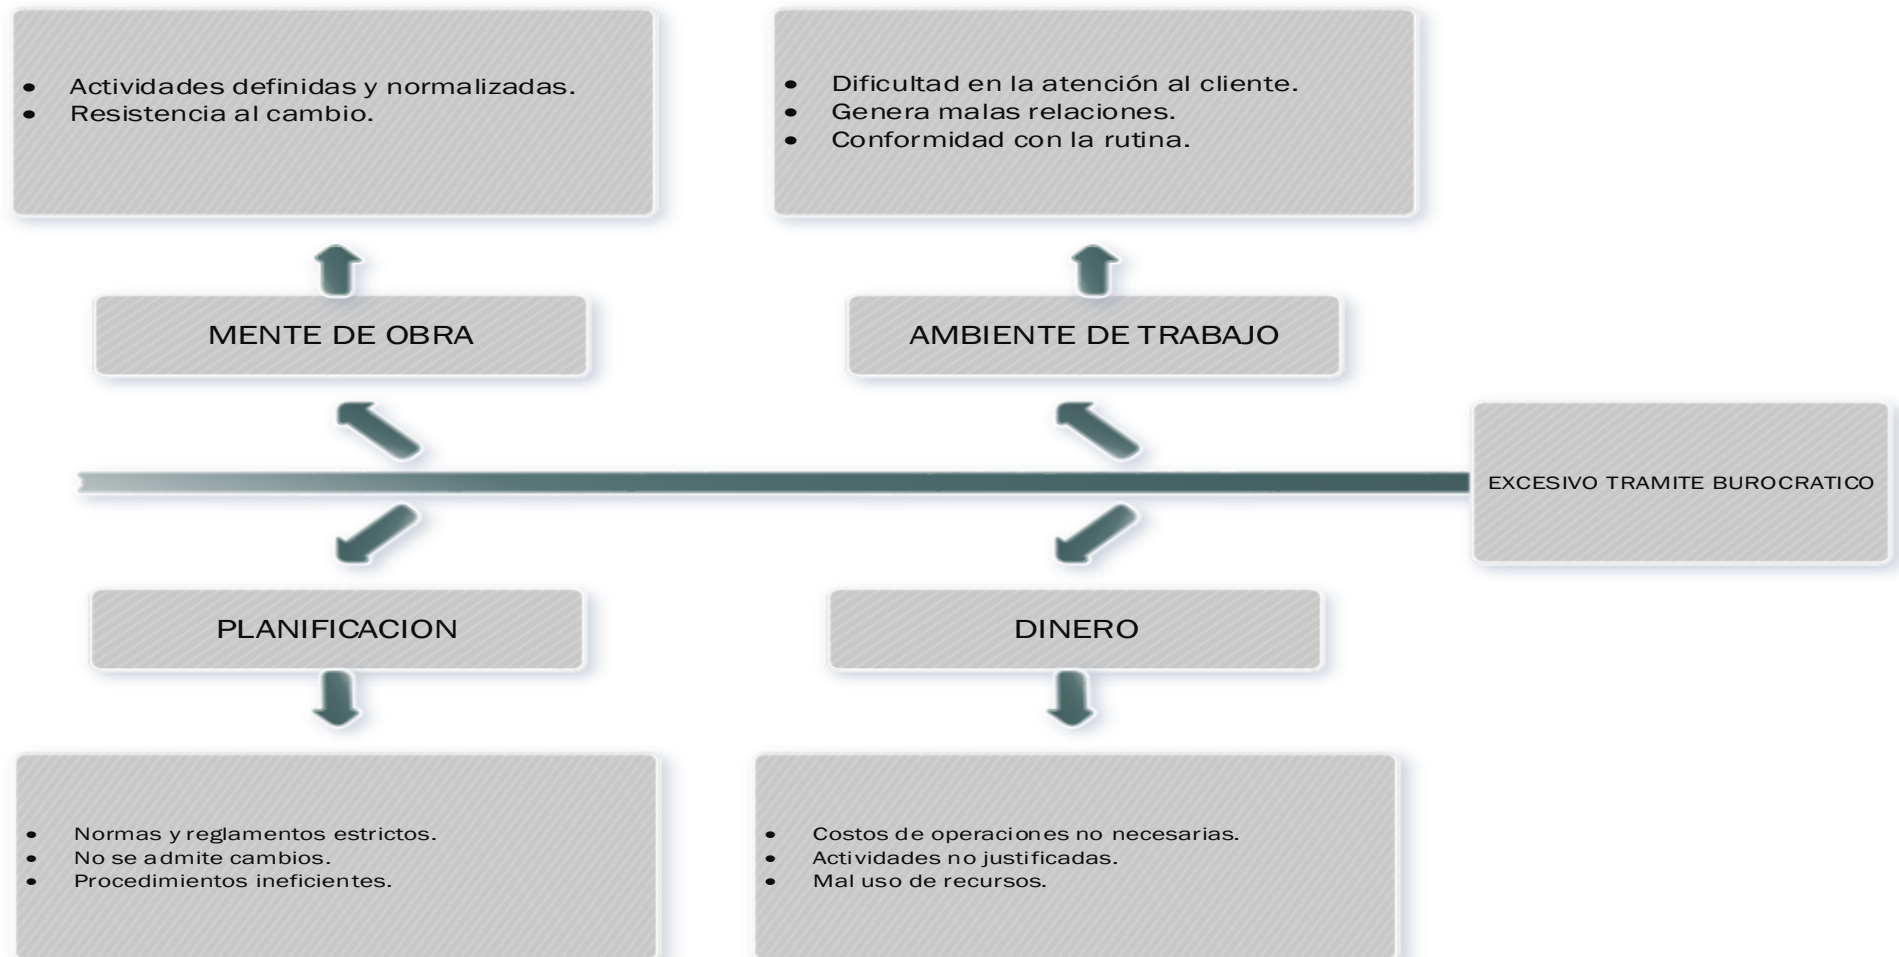 • Actividades definidas y normalizadas.
• Resistencia al cambio.
• Dificultad en la atención al cliente.
• Genera malas relaciones.
• Conformidad con la rutina.
MENTE DE OBRA
AMBIENTE DE TRABAJO
EXCESIVO TRAMITE BUROCRATICO
PLANIFICACION
DINERO
• Normas y reglamentos estrictos.
• No se admite cambios.
• Procedimientos ineficientes.
• Costos de operaciones no necesarias.
• Actividades no justificadas.
• Mal uso de recursos.